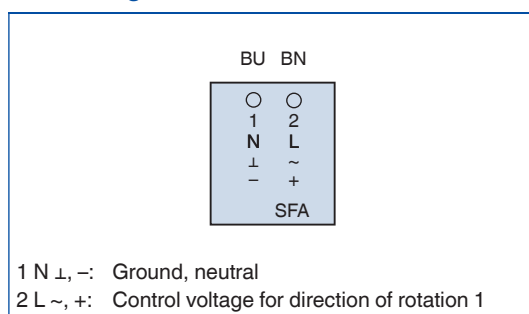 BU BN
1 2
N L
⊥ ~
– +
SFA
1 N ⊥, –: Ground, neutral
2 L ~, +: Control voltage for direction of rotation 1